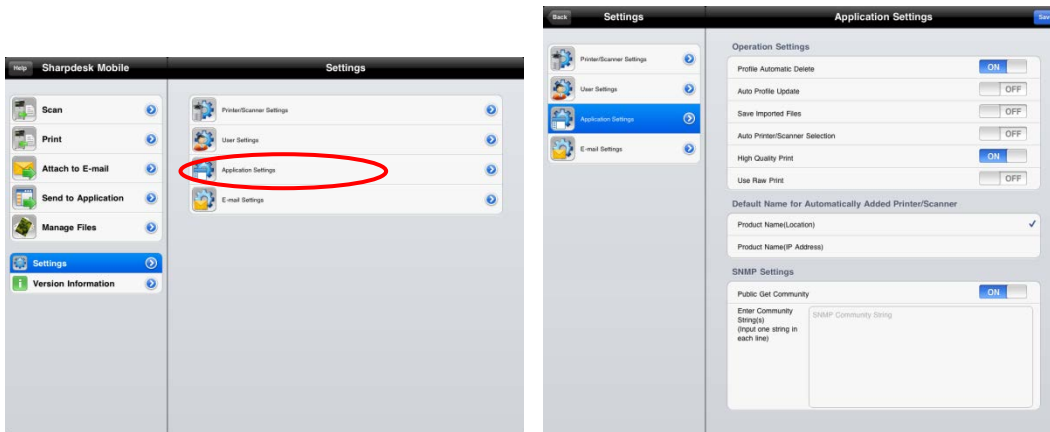 Help
Sharpdesk Mobile
Settings
Scan
Print
Attach to E-mail
Send to Application
Manage Files
Settings
Version Information
Printer/Scanner Settings
User Settings
Application Settings
E-mail Settings
Back
Settings
Application Settings
Save
Printer/Scanner Settings
User Settings
Application Settings
E-mail Settings
Operation Settings
Profile Automatic Delete ON
Auto Profile Update OFF
Save Imported Files OFF
Auto Printer/Scanner Selection OFF
High Quality Print ON
Use Raw Print OFF
Default Name for Automatically Added Printer/Scanner
Product Name(Location)
Product Name(IP Address)
SNMP Settings
Public Get Community ON
Enter Community
String(s)
(Input one string in
each line)
SNMP Community String